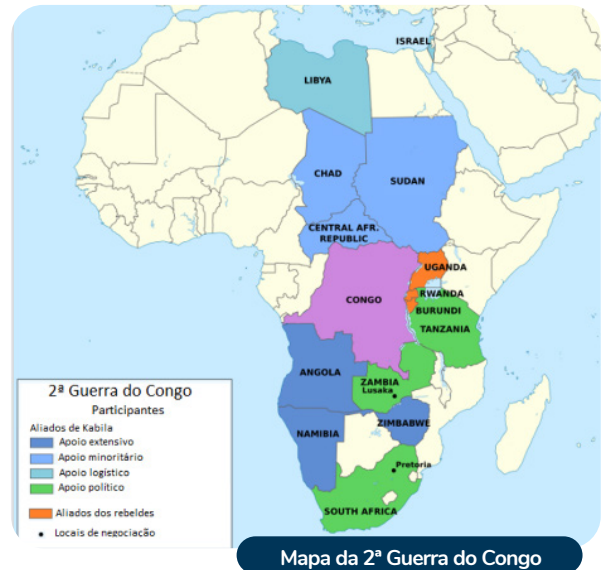 ISRAEL
LIBYA
CHAD
SUDAN
CENTRAL AFR.
REPUBLIC
UGANDA
CONGO
RWANDA
BURUNDI
TANZANIA
ANGOLA
ZAMBIA
Lusaka
ZIMBABWE
NAMIBIA
Pretoria
SOUTH AFRICA
2ª Guerra do Congo
Participantes
Aliados de Kabila
Apoio extensivo
Apoio minoritário
Apoio logístico
Apoio político
Aliados dos rebeldes
Locais de negociação
Mapa da 2ª Guerra do Congo